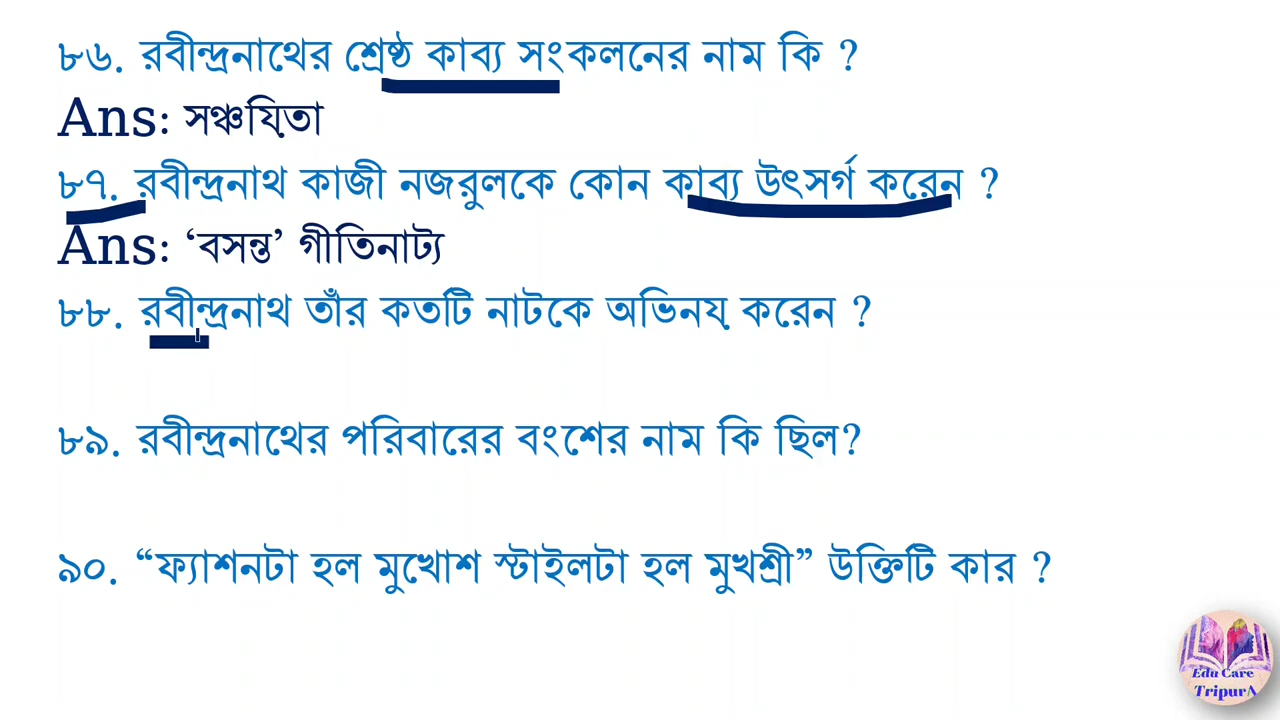 ৮৬. রবীন্দ্রনাথের শ্রেষ্ঠ কাব্য সংকলনের নাম কি ?
Ans: সঞ্চয়িতা
৮৭. রবীন্দ্রনাথ কাজী নজরুলকে কোন কাব্য উৎসর্গ করেন ?
Ans: ‘বসন্ত’ গীতিনাট্য
৮৮. রবীন্দ্রনাথ তাঁর কতটি নাটকে অভিনয় করেন ?
৮৯. রবীন্দ্রনাথের পরিবারের বংশের নাম কি ছিল?
৯০. “ফ্যাশনটা হল মুখোশ স্টাইলটা হল মুখশ্রী” উক্তিটি কার ?
Edu Care
TripurA